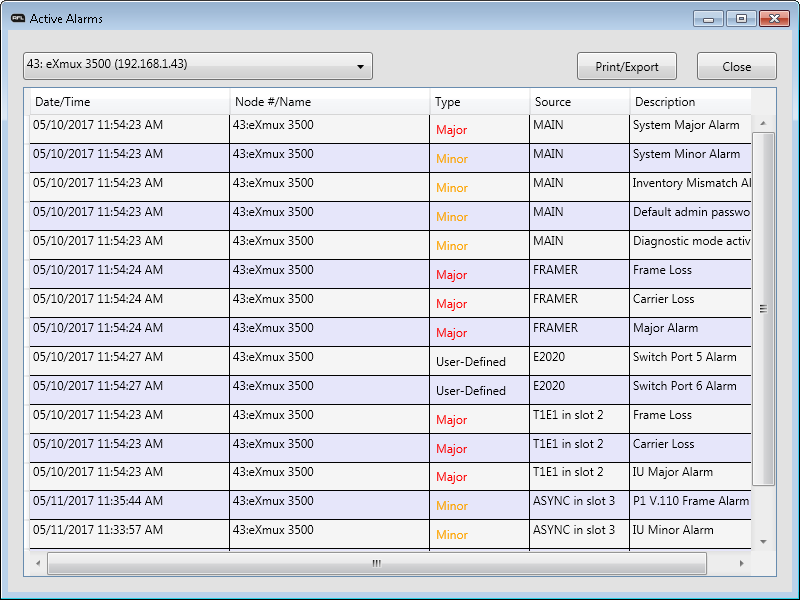 AFL Active Alarms
43: eXmux 3500 (192.168.1.43) Print/Export Close
Date/Time Node #/Name Type Source Description
05/10/2017 11:54:23 AM 43:eXmux 3500 Major MAIN System Major Alarm
05/10/2017 11:54:23 AM 43:eXmux 3500 Minor MAIN System Minor Alarm
05/10/2017 11:54:23 AM 43:eXmux 3500 Minor MAIN Inventory Mismatch Al
05/10/2017 11:54:23 AM 43:eXmux 3500 Minor MAIN Default admin passwo
05/10/2017 11:54:23 AM 43:eXmux 3500 Minor MAIN Diagnostic mode activ
05/10/2017 11:54:24 AM 43:eXmux 3500 Major FRAMER Frame Loss
05/10/2017 11:54:24 AM 43:eXmux 3500 Major FRAMER Carrier Loss
05/10/2017 11:54:24 AM 43:eXmux 3500 Major FRAMER Major Alarm
05/10/2017 11:54:27 AM 43:eXmux 3500 User-Defined E2020 Switch Port 5 Alarm
05/10/2017 11:54:27 AM 43:eXmux 3500 User-Defined E2020 Switch Port 6 Alarm
05/10/2017 11:54:23 AM 43:eXmux 3500 Major T1E1 in slot 2 Frame Loss
05/10/2017 11:54:23 AM 43:eXmux 3500 Major T1E1 in slot 2 Carrier Loss
05/10/2017 11:54:23 AM 43:eXmux 3500 Major T1E1 in slot 2 IU Major Alarm
05/11/2017 11:35:44 AM 43:eXmux 3500 Minor ASYNC in slot 3 P1 V.110 Frame Alarm
05/11/2017 11:33:57 AM 43:eXmux 3500 Minor ASYNC in slot 3 IU Minor Alarm